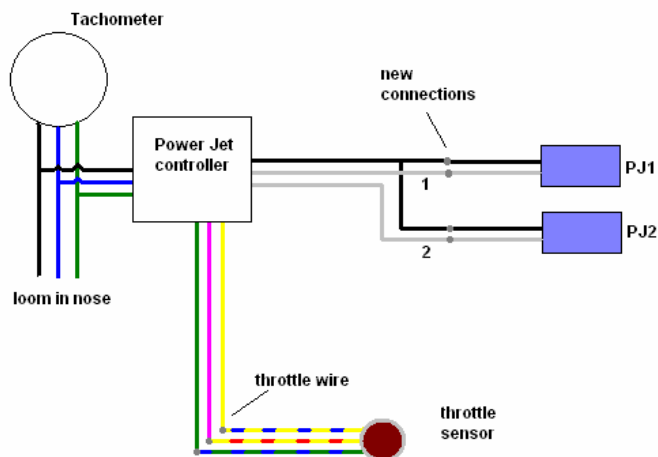 Tachometer
new
connections
Power Jet
controller
PJ1
1
PJ2
2
loom in nose
throttle wire
throttle
sensor